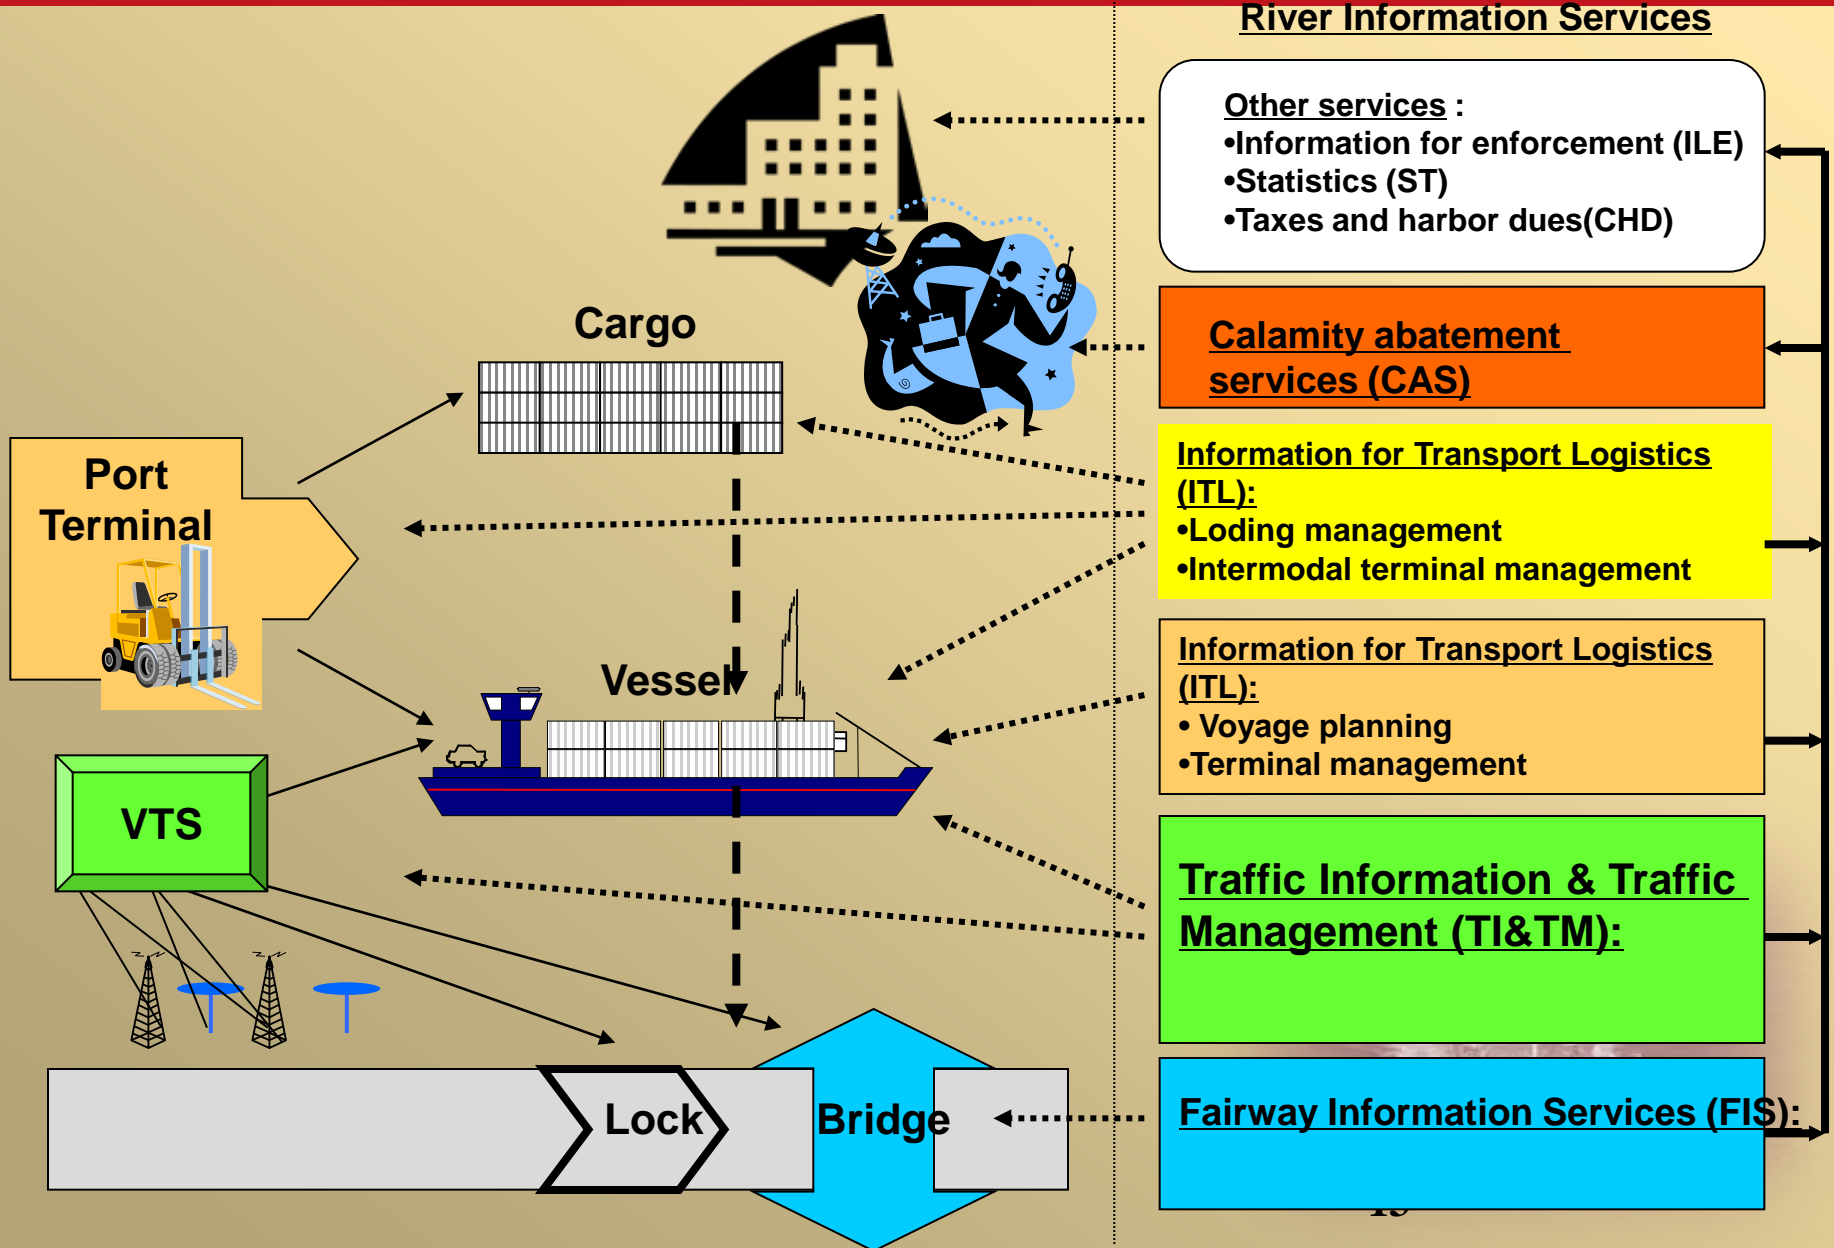 River Information Services
Other services :
•Information for enforcement (ILE)
•Statistics (ST)
•Taxes and harbor dues(CHD)
Cargo
Calamity abatement
services (CAS)
Port
Terminal
Information for Transport Logistics
(ITL):
•Loding management
•Intermodal terminal management
Vessel
Information for Transport Logistics
(ITL):
• Voyage planning
•Terminal management
VTS
Traffic Information & Traffic
Management (TI&TM):
Lock
Bridge
Fairway Information Services (FIS):